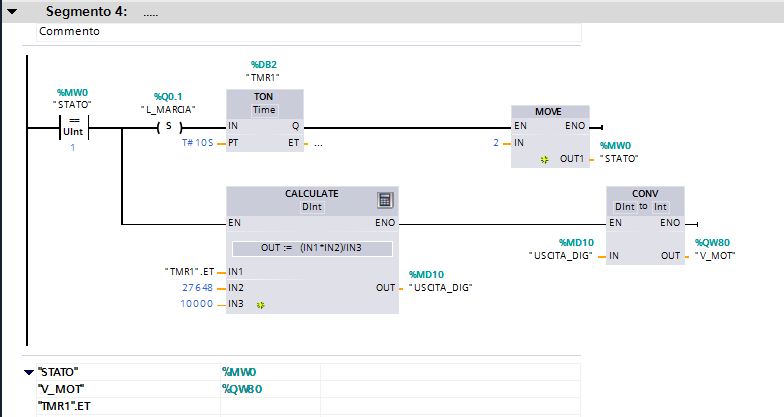 Segmento 4: .....
Commento
%DB2
"TMR1"
%MW0
"STATO"
%Q0.1
"L_MARCIA"
TON
Time
==
UInt
1
S
IN Q
T#10S PT ET ...
MOVE
EN ENO
2 IN
%MW0
OUT1 "STATO"
CALCULATE
DInt
EN ENO
OUT := (IN1*IN2)/IN3
"TMR1".ET IN1
27648 IN2
10000 IN3
%MD10
OUT "USCITA_DIG"
CONV
DInt to Int
EN ENO
%MD10
"USCITA_DIG" IN
%QW80
OUT "V_MOT"
"STATO" %MW0
"V_MOT" %QW80
"TMR1".ET